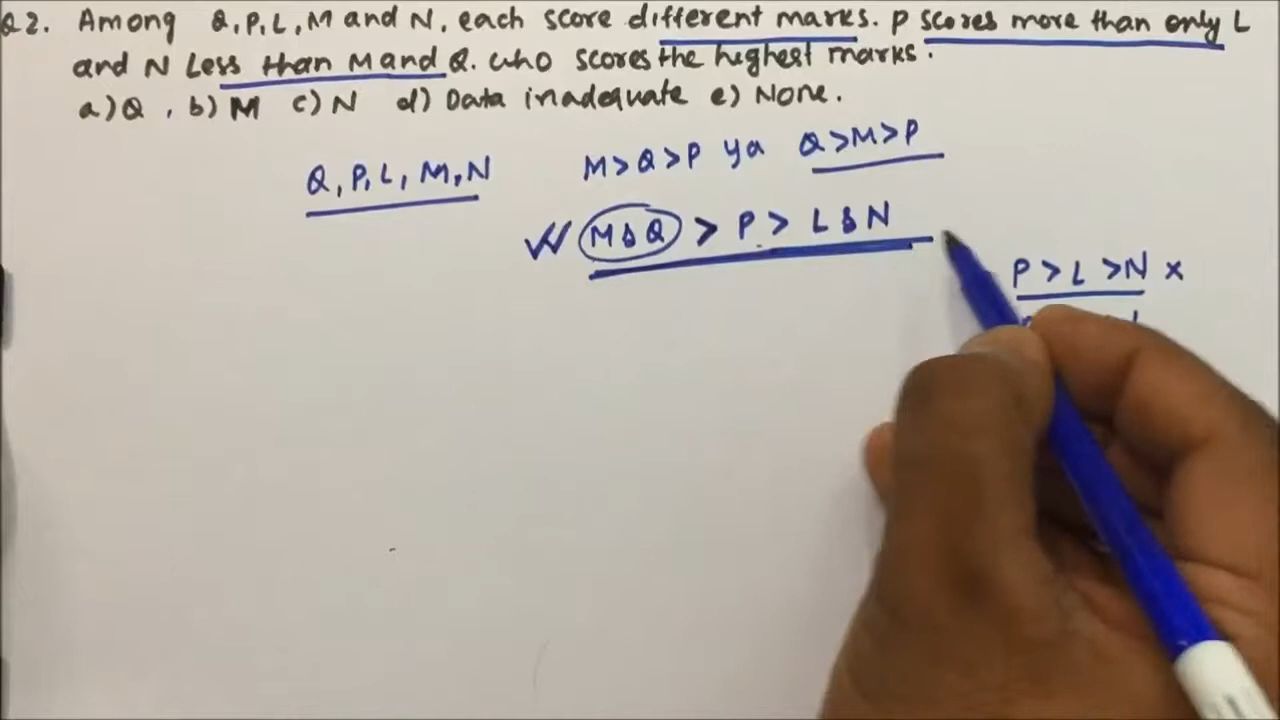 Q2. Among Q, P, L, M and N, each score different marks. P scores more than only L
and N Less than M and Q. who scores the highest marks.
a) Q , b) M c) N d) Data inadequate e) None.
Q, P, L, M, N
M > Q > P ya Q > M > P
M & Q > P > L & N
P > L > N x